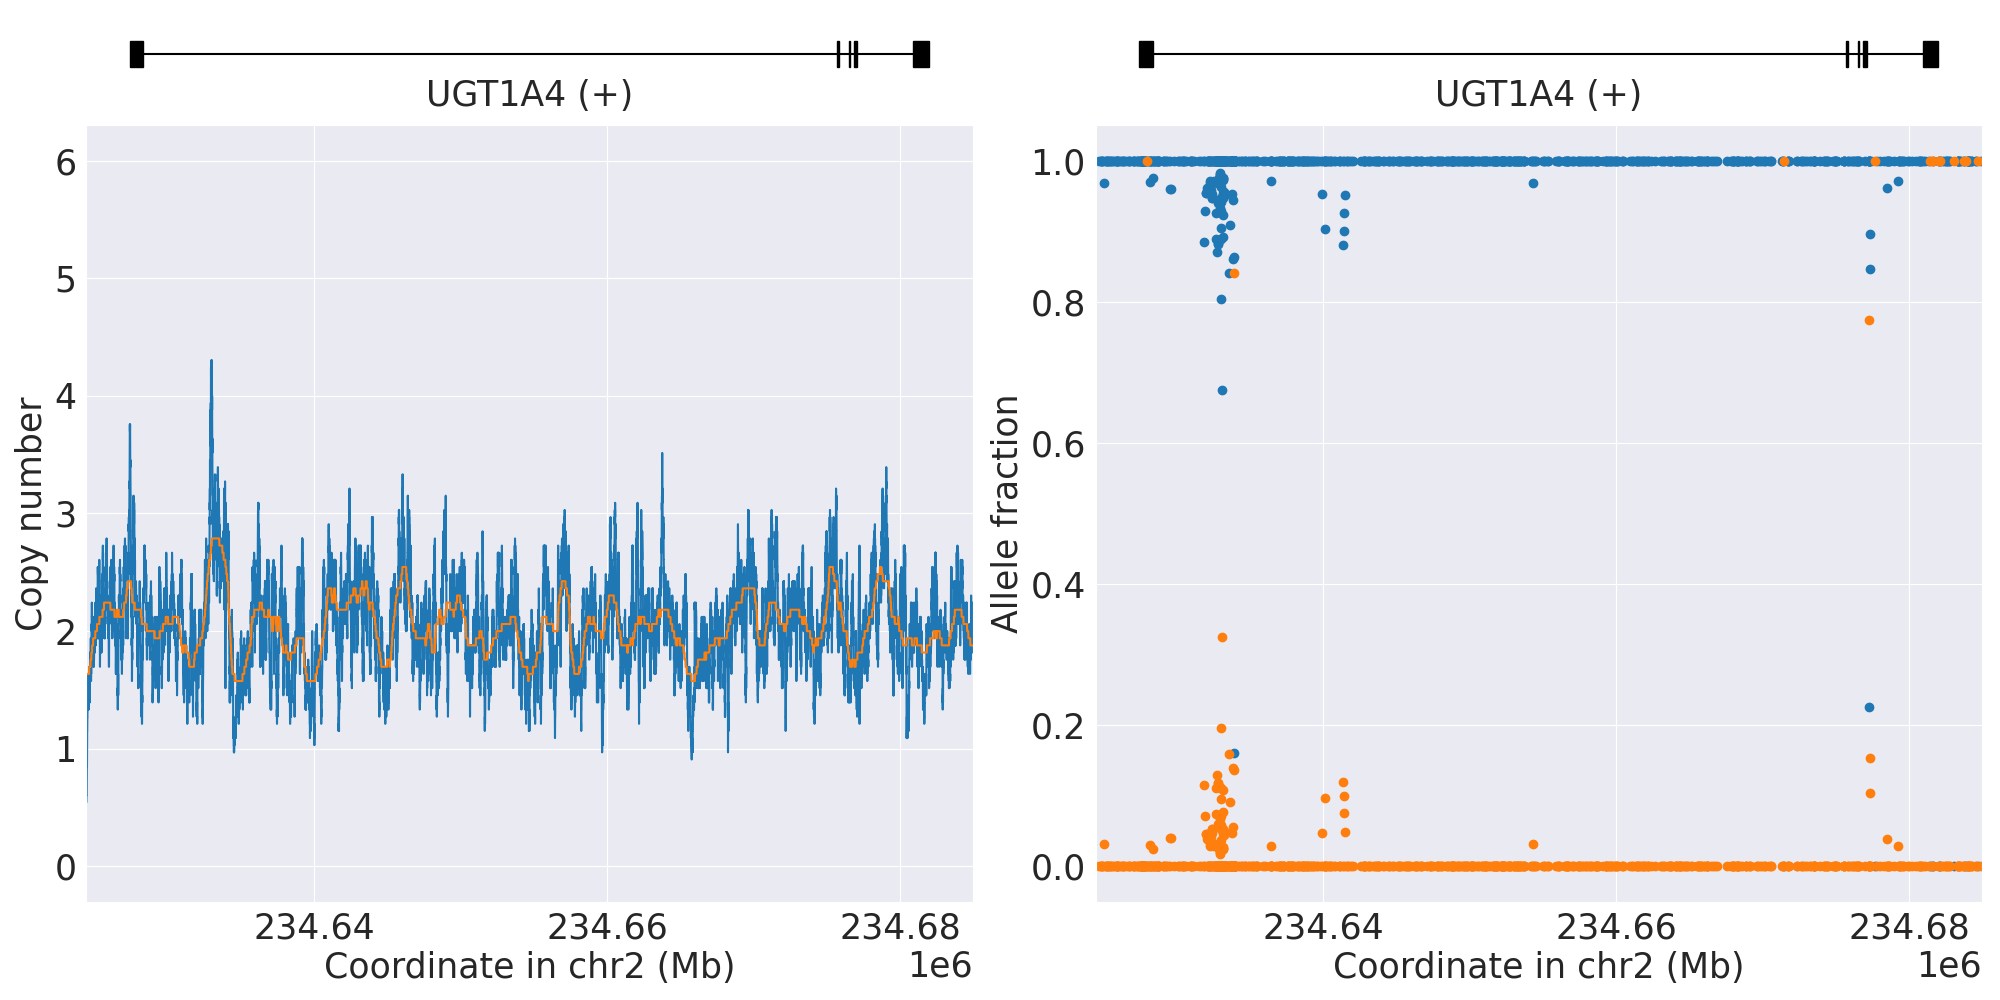 UGT1A4 (+)
6
5
4
3
2
1
0
Copy number
234.64 234.66 234.68
1e6
Coordinate in chr2 (Mb)
UGT1A4 (+)
1.0
0.8
0.6
0.4
0.2
0.0
Allele fraction
234.64 234.66 234.68
1e6
Coordinate in chr2 (Mb)